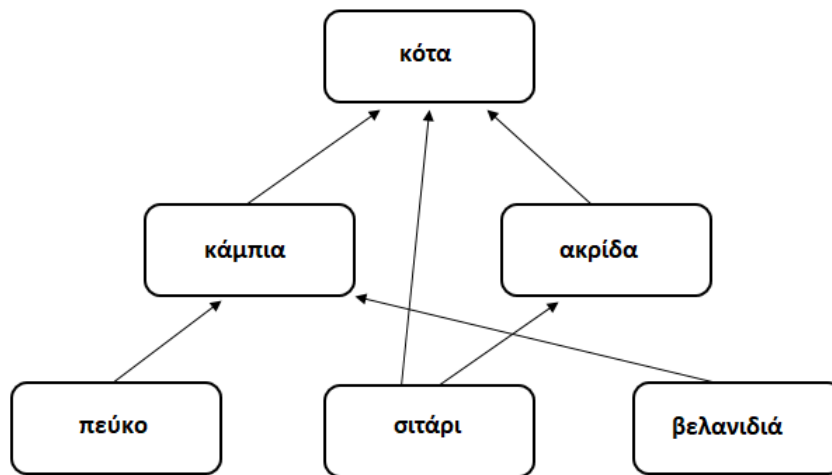 κότα
κάμπια
ακρίδα
πεύκο
σιτάρι
βελανιδιά